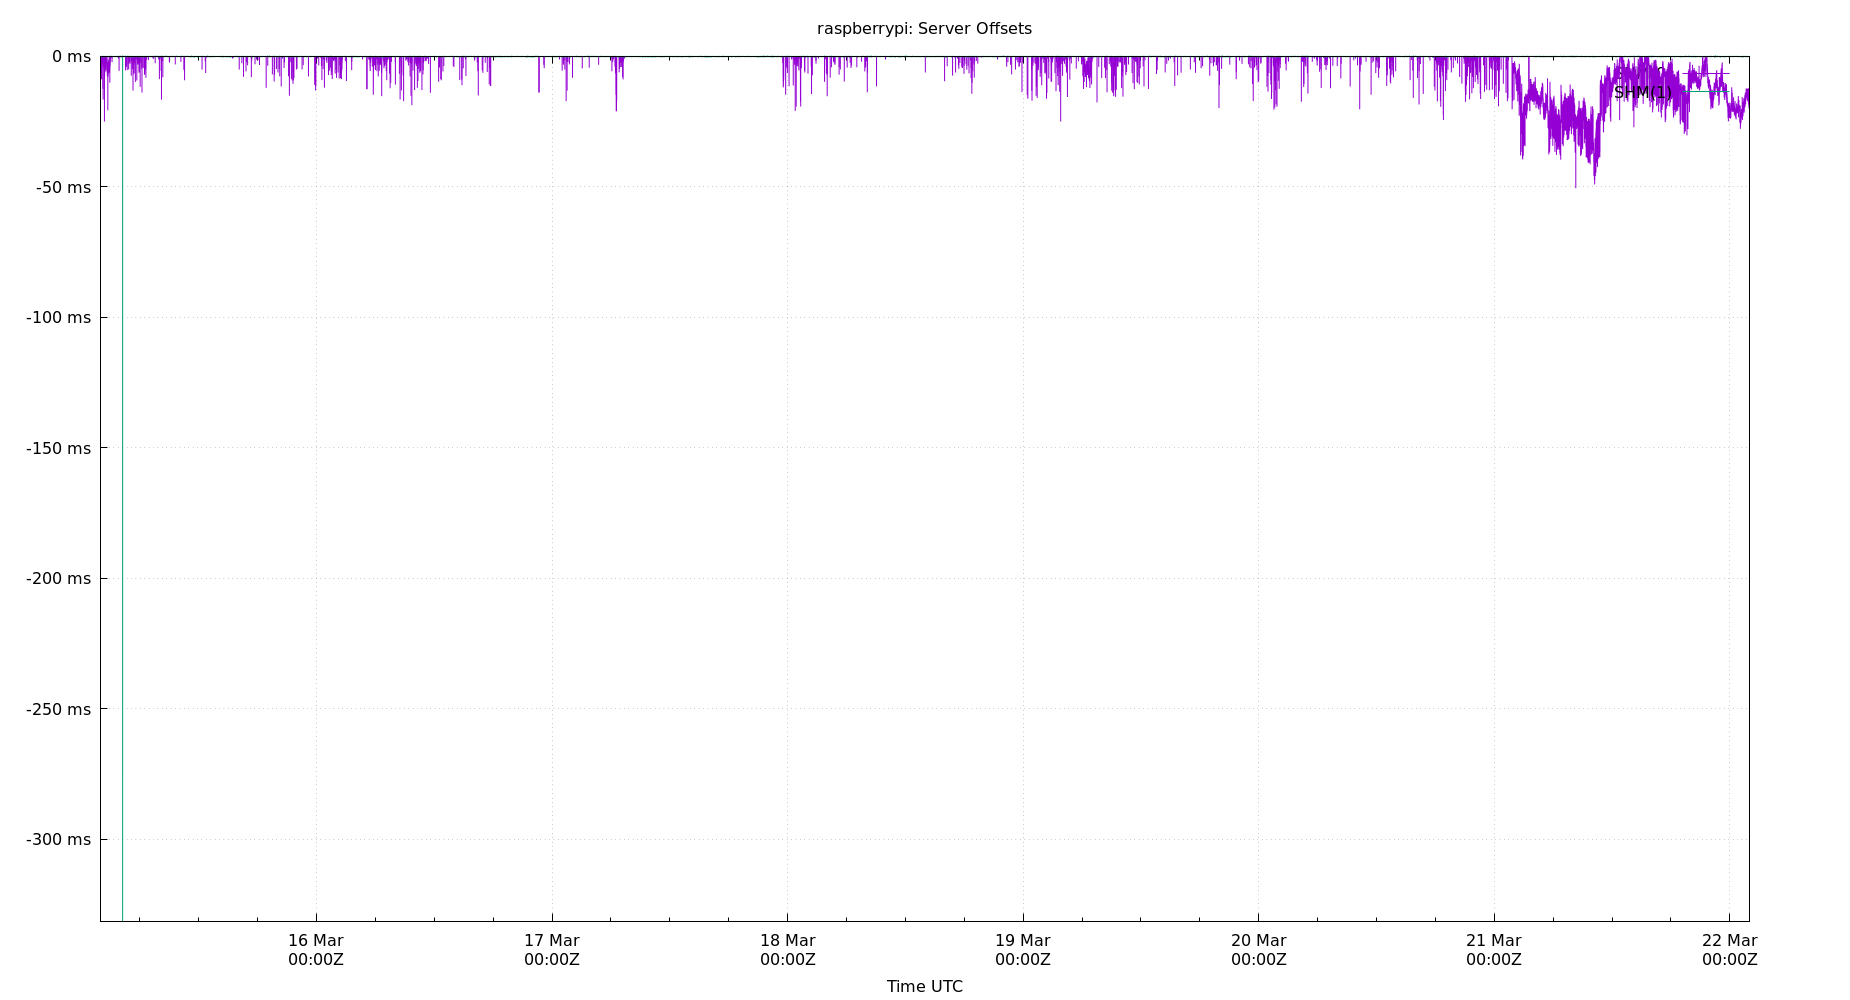 raspberrypi: Server Offsets
0 ms
SHM(1)
-50 ms
-100 ms
-150 ms
-200 ms
-250 ms
-300 ms
16 Mar 17 Mar 18 Mar 19 Mar 20 Mar 21 Mar 22 Mar
00:00Z 00:00Z 00:00Z 00:00Z 00:00Z 00:00Z 00:00Z
Time UTC